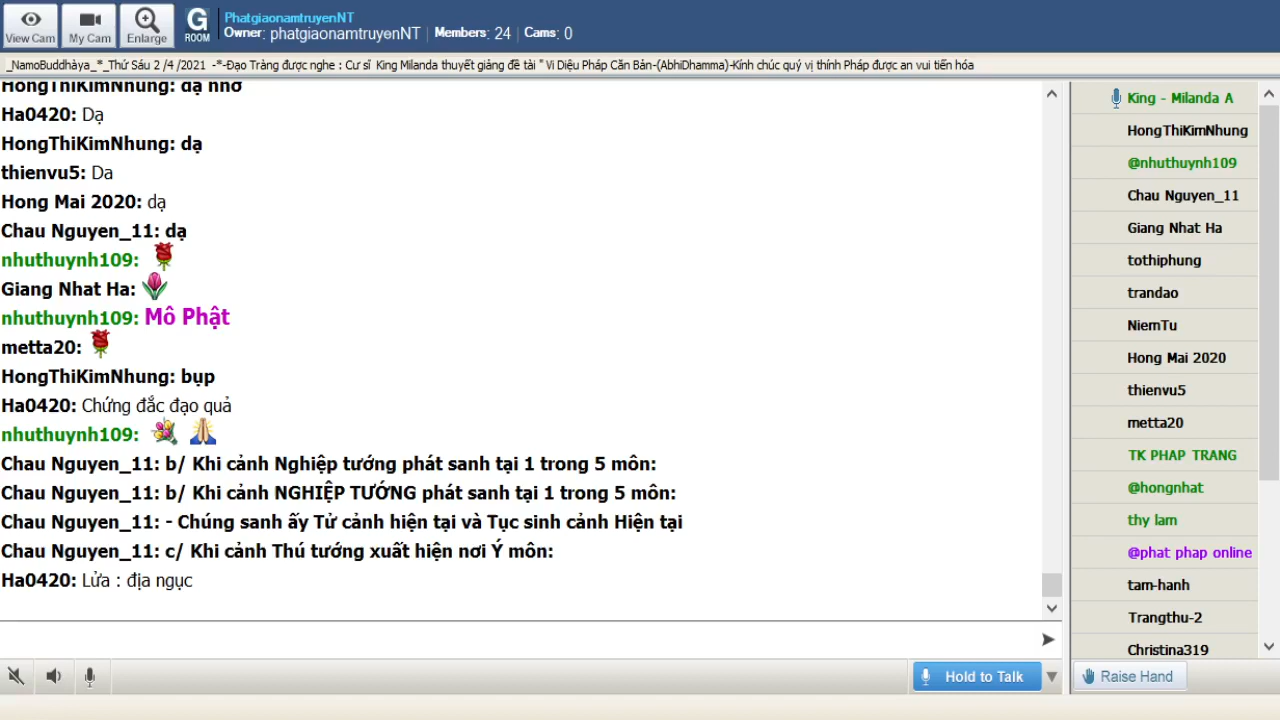 View Cam
My Cam
Enlarge
G
ROOM
PhatgiaonamtruyenNT
Owner: phatgiaonamtruyenNT | Members: 24 | Cams: 0
_NamoBuddhàya_*_Thứ Sáu 2 /4 /2021 -*-Đạo Tràng được nghe : Cư sĩ King Milanda thuyết giảng đề tài " Vi Diệu Pháp Căn Bản-(AbhiDhamma)-Kính chúc quý vị thính Pháp được an vui tiến hóa
HongThiKimNhung: dạ nhớ
Ha0420: Dạ
HongThiKimNhung: dạ
thienvu5: Da
Hong Mai 2020: dạ
Chau Nguyen_11: dạ
nhuthuynh109:
Giang Nhat Ha:
nhuthuynh109: Mô Phật
metta20:
HongThiKimNhung: bụp
Ha0420: Chứng đắc đạo quả
nhuthuynh109:
Chau Nguyen_11: b/ Khi cảnh Nghiệp tướng phát sanh tại 1 trong 5 môn:
Chau Nguyen_11: b/ Khi cảnh NGHIỆP TƯỚNG phát sanh tại 1 trong 5 môn:
Chau Nguyen_11: - Chúng sanh ấy Tử cảnh hiện tại và Tục sinh cảnh Hiện tại
Chau Nguyen_11: c/ Khi cảnh Thú tướng xuất hiện nơi Ý môn:
Ha0420: Lửa : địa ngục
King - Milanda A
HongThiKimNhung
@nhuthuynh109
Chau Nguyen_11
Giang Nhat Ha
tothiphung
trandao
NiemTu
Hong Mai 2020
thienvu5
metta20
TK PHAP TRANG
@hongnhat
thy lam
@phat phap online
tam-hanh
Trangthu-2
Christina319
Hold to Talk
Raise Hand